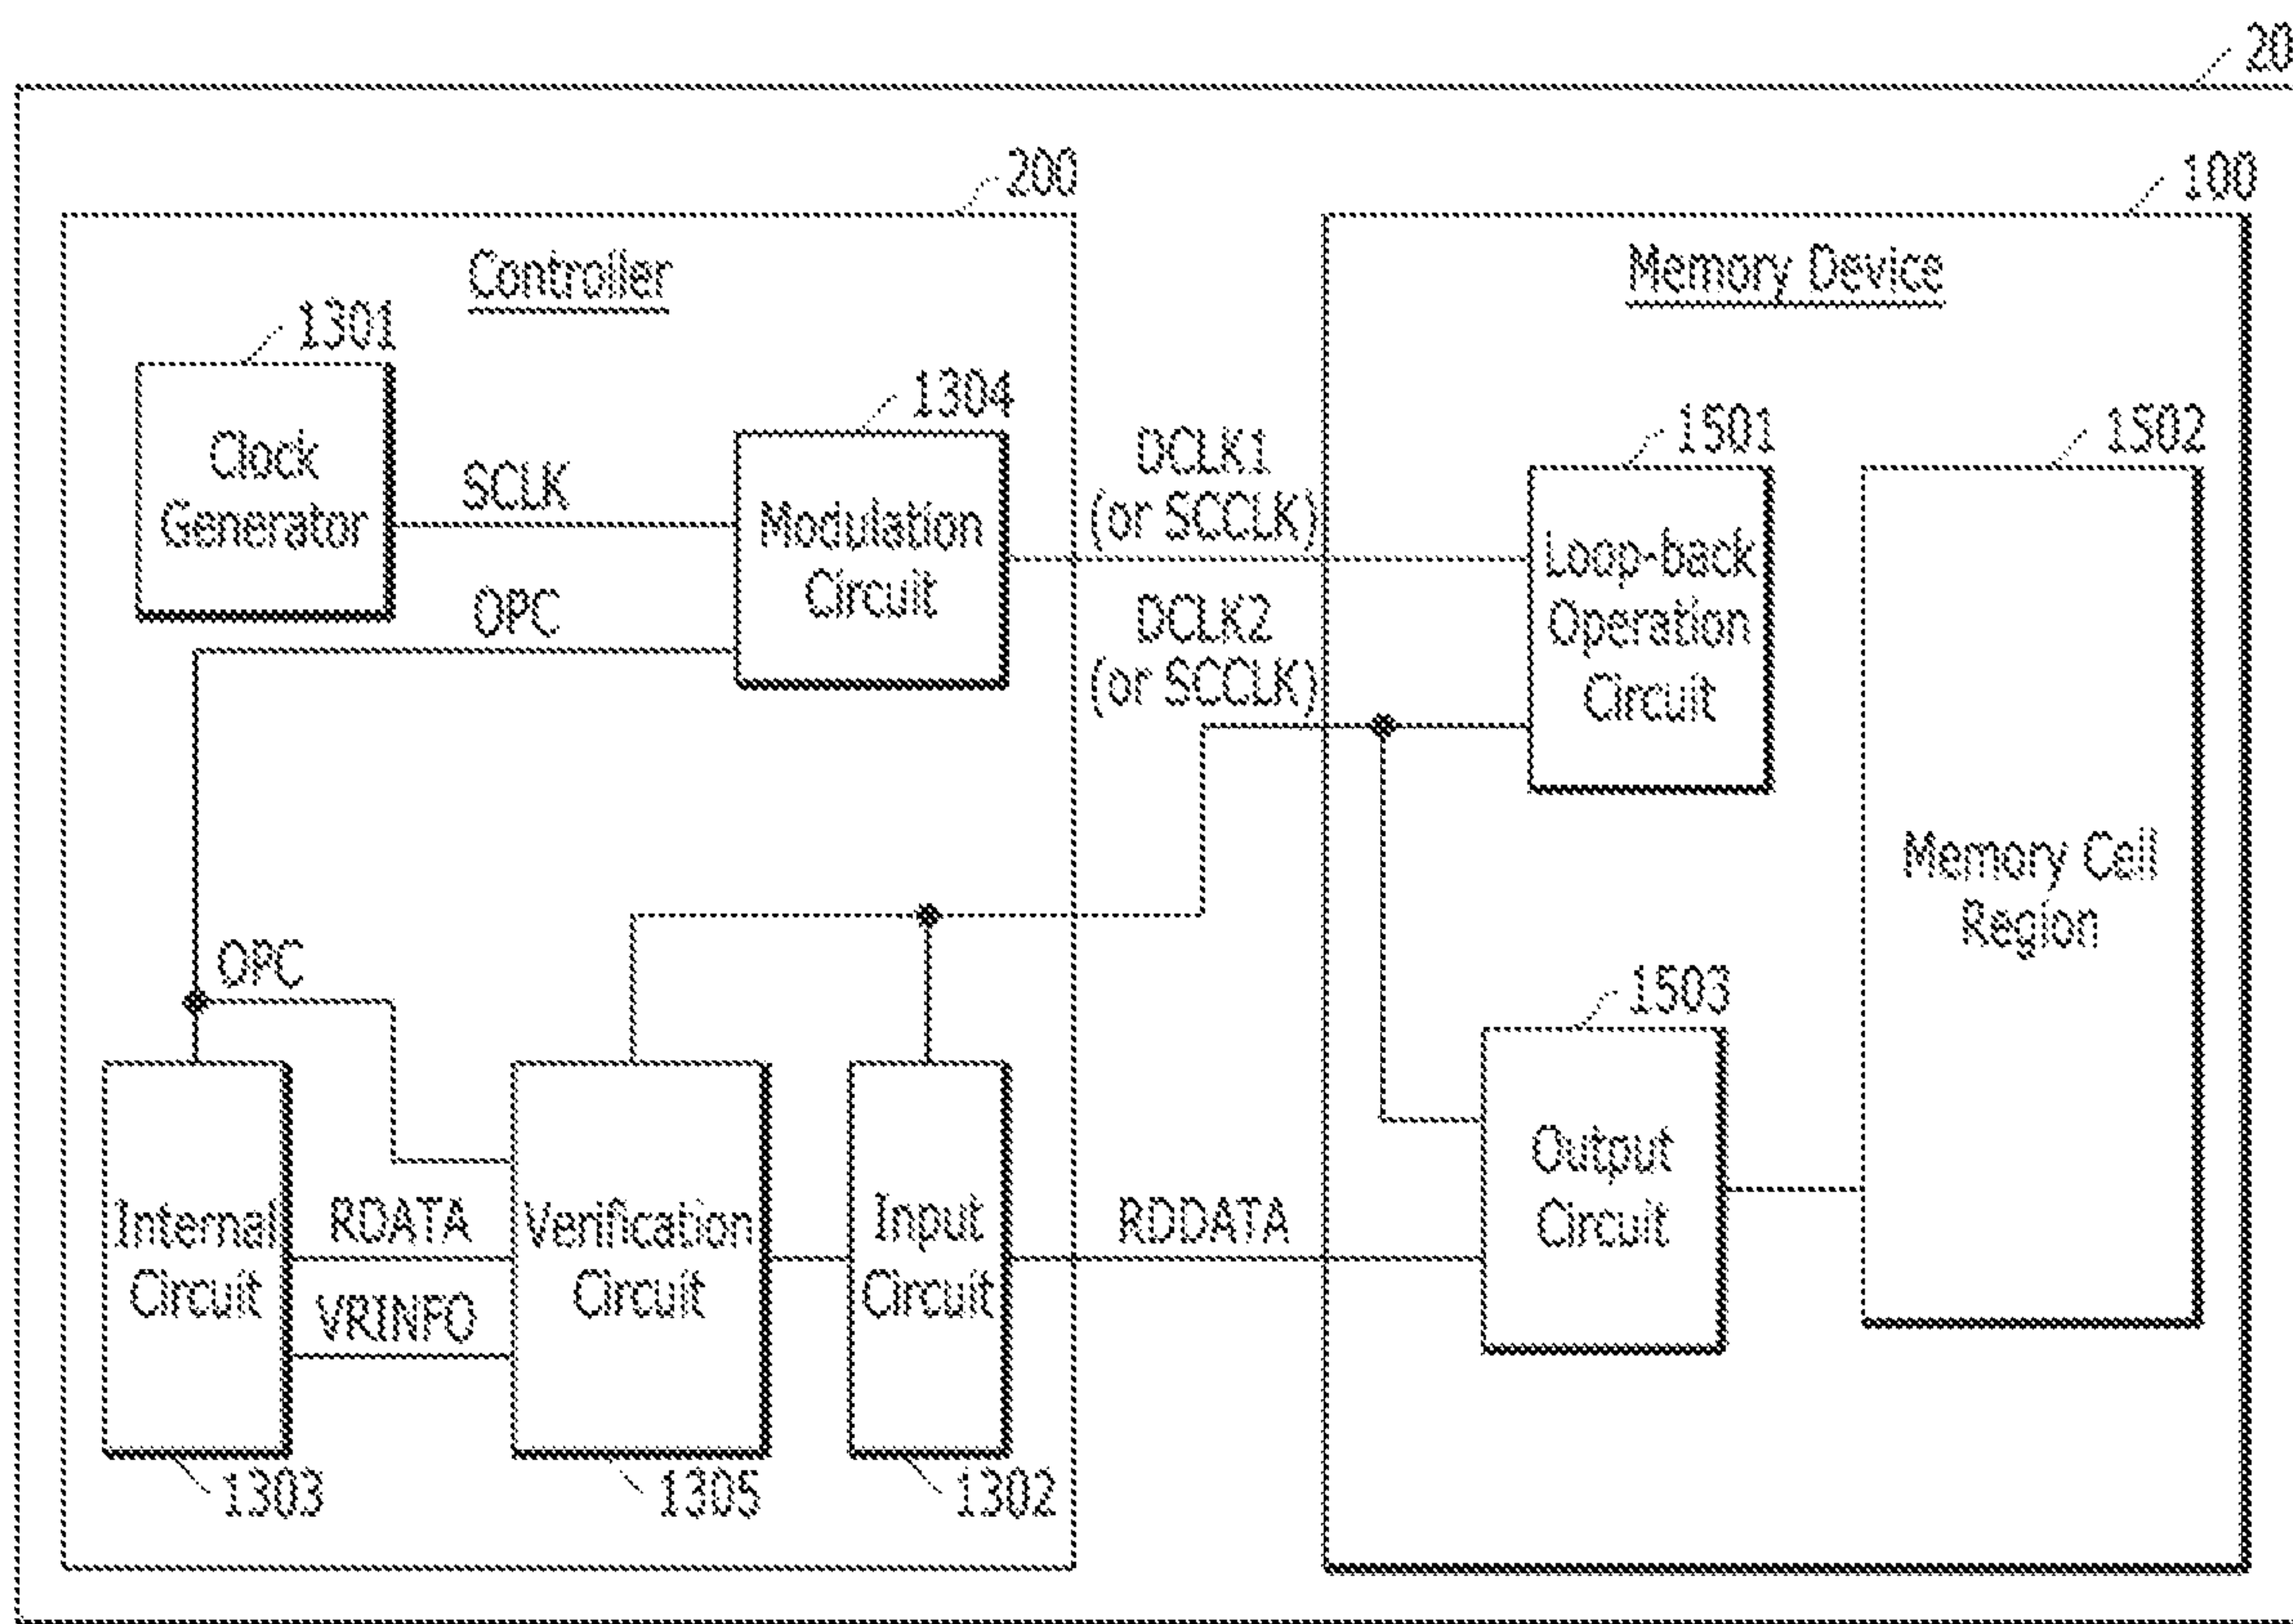 20
200
100
Controller
Memory Device
1301
1304
1501
1502
Clock
Generator
SCLK
OPC
Modulation
Circuit
DCLK1
(or SCCLK)
DCLK2
(or SCCLK)
Loop-back
Operation
Circuit
Memory Cell
Region
OPC
1503
Internal
Circuit
RDATA
VRINFO
Verification
Circuit
Input
Circuit
RDDATA
Output
Circuit
1303
1305
1302